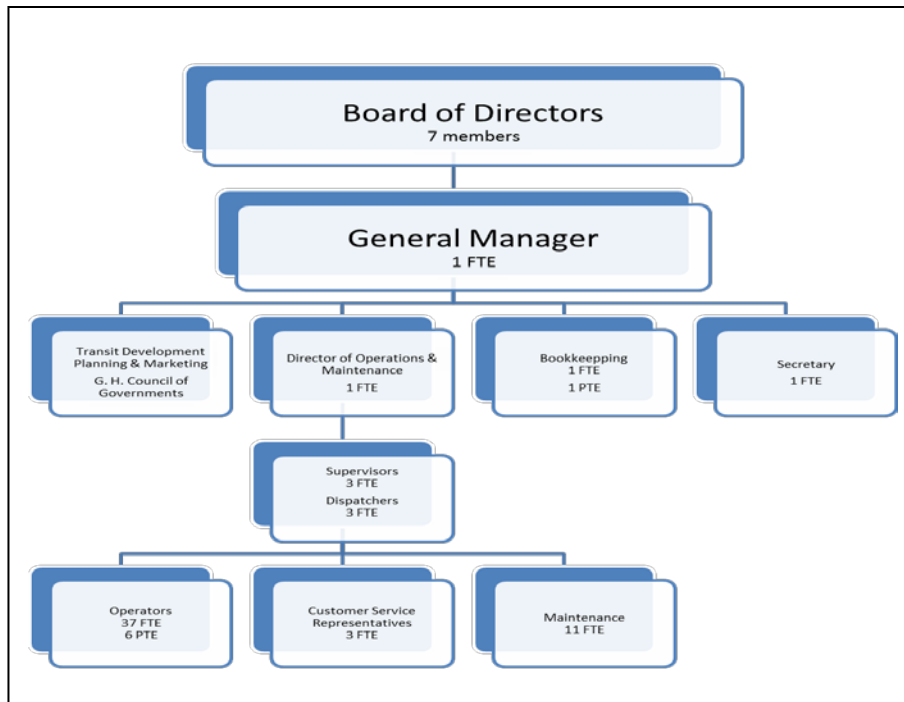 Board of Directors
7 members
General Manager
1 FTE
Transit Development
Planning & Marketing
G. H. Council of
Governments
Director of Operations &
Maintenance
1 FTE
Bookkeepping
1 FTE
1 PTE
Secretary
1 FTE
Supervisors
3 FTE
Dispatchers
3 FTE
Operators
37 FTE
6 PTE
Customer Service
Representatives
3 FTE
Maintenance
11 FTE